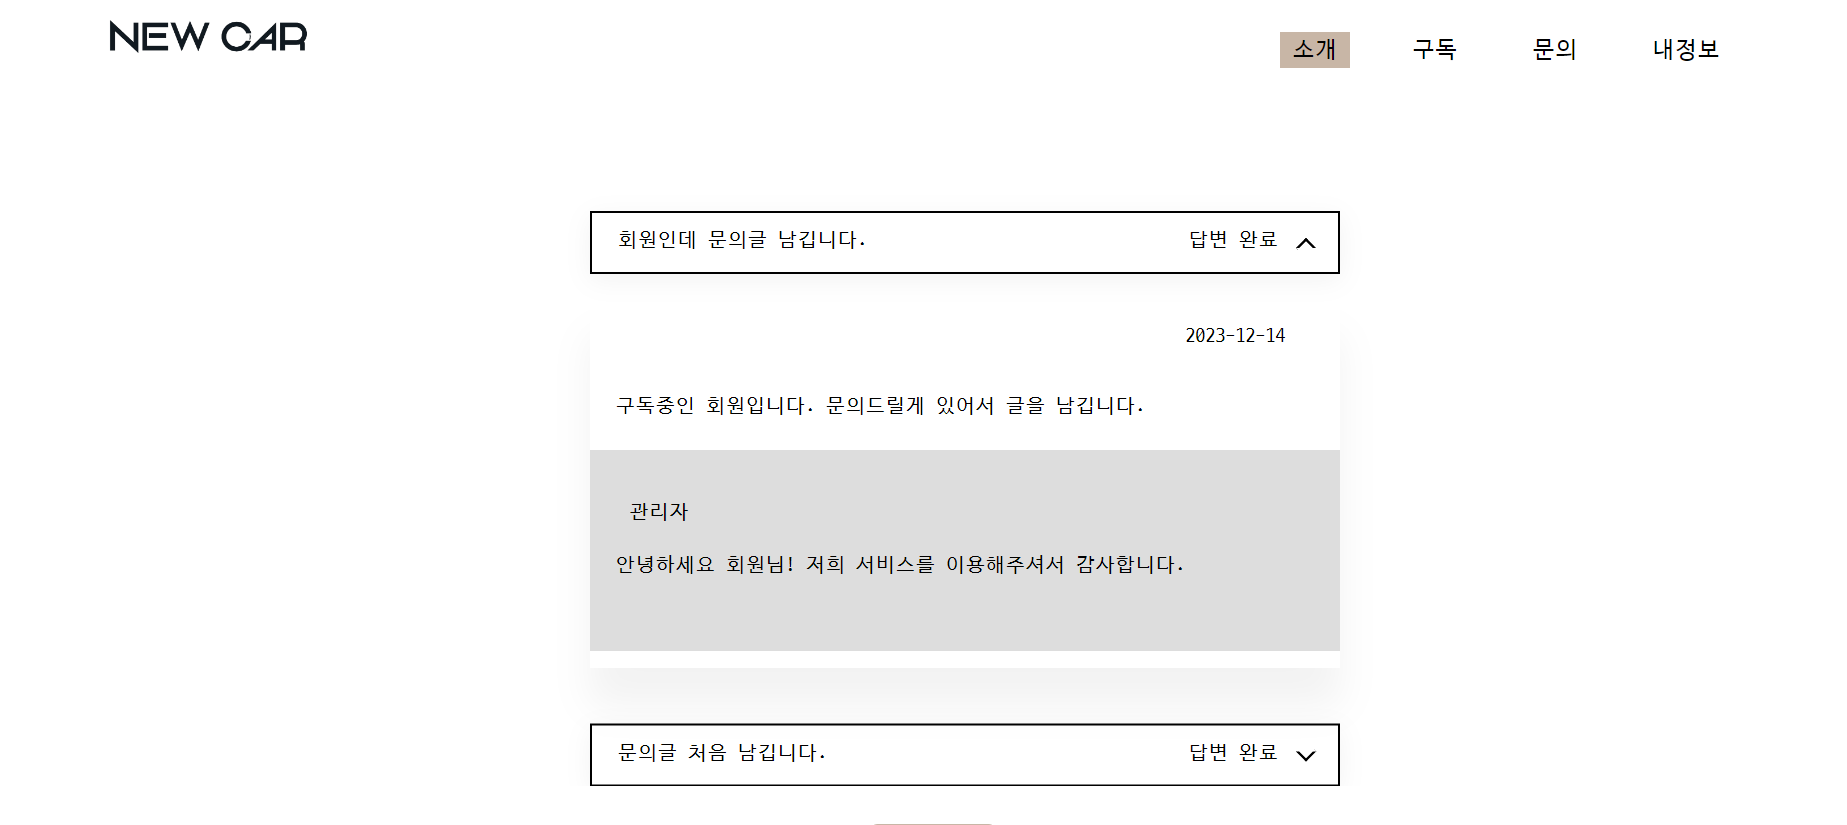 NEW CAR
소개 구독 문의 내정보
회원인데 문의글 남깁니다. 답변 완료
2023-12-14
구독중인 회원입니다. 문의드릴게 있어서 글을 남깁니다.
관리자
안녕하세요 회원님! 저희 서비스를 이용해주셔서 감사합니다.
문의글 처음 남깁니다. 답변 완료